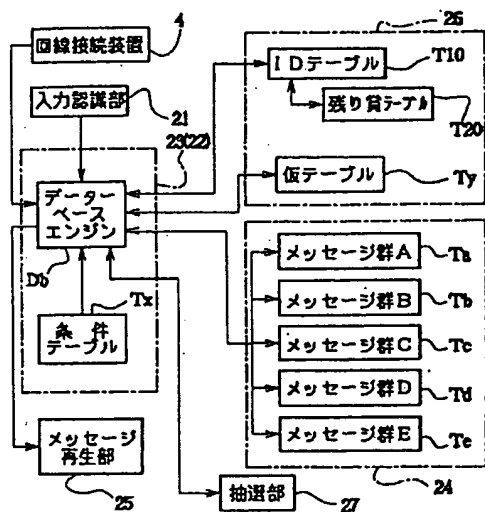 回線接続装置
4
入力認識部
21
23(22)
データー
ベース
エンジン
Db
Tx
条件
テーブル
メッセージ
再生部
25
抽選部
27
26
IDテーブル
T10
残り賞テーブル
T20
仮テーブル
Ty
メッセージ群A
Ta
メッセージ群B
Tb
メッセージ群C
Tc
メッセージ群D
Td
メッセージ群E
Te
24